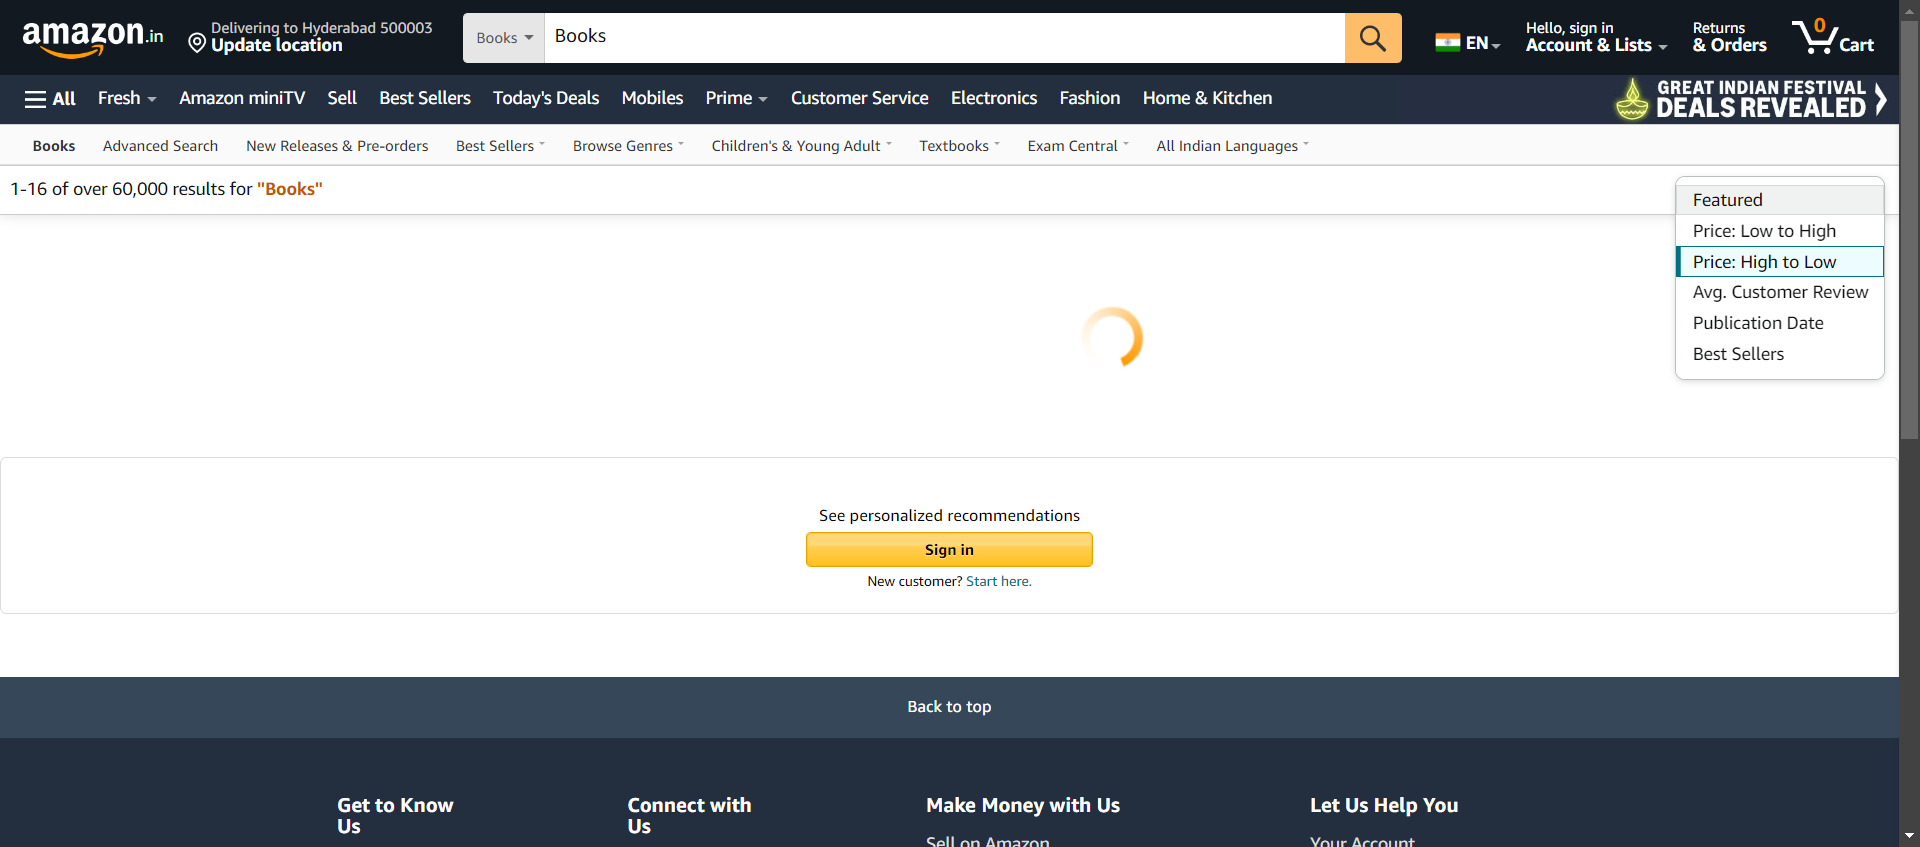 amazon.in
Delivering to Hyderabad 500003
Update location
Books
Books
EN
Hello, sign in
Account & Lists
Returns
& Orders
0
Cart
All
Fresh
Amazon miniTV
Sell
Best Sellers
Today's Deals
Mobiles
Prime
Customer Service
Electronics
Fashion
Home & Kitchen
GREAT INDIAN FESTIVAL
DEALS REVEALED
Books
Advanced Search
New Releases & Pre-orders
Best Sellers
Browse Genres
Children's & Young Adult
Textbooks
Exam Central
All Indian Languages
1-16 of over 60,000 results for "Books"
Featured
Price: Low to High
Price: High to Low
Avg. Customer Review
Publication Date
Best Sellers
See personalized recommendations
Sign in
New customer? Start here.
Back to top
Get to Know
Us
Connect with
Us
Make Money with Us
Sell on Amazon
Let Us Help You
Your Account